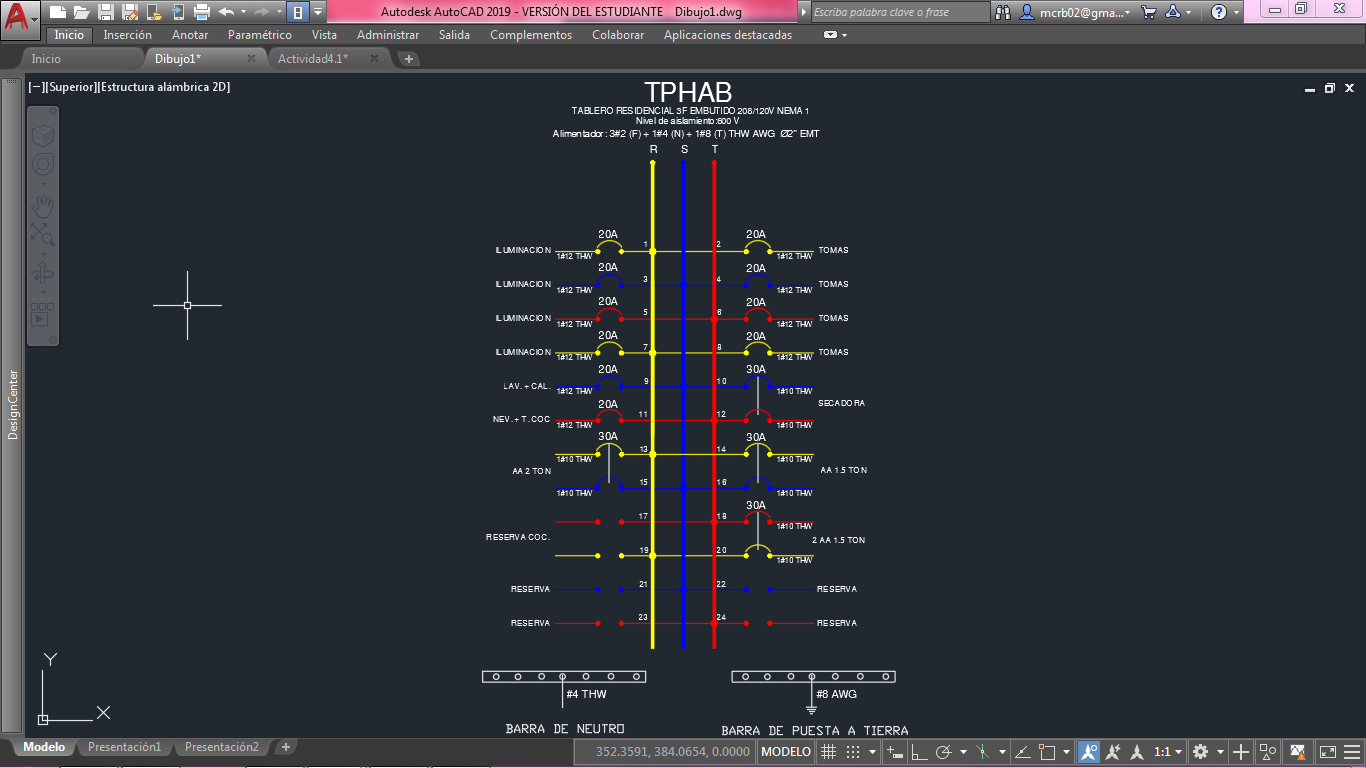 Autodesk AutoCAD 2019 - VERSIÓN DEL ESTUDIANTE Dibujo1.dwg
Escriba palabra clave o frase
mcrb02@gma...
Inicio Inserción Anotar Paramétrico Vista Administrar Salida Complementos Colaborar Aplicaciones destacadas
Inicio Dibujo1* Actividad4.1*
[−][Superior][Estructura alámbrica 2D]
TPHAB
TABLERO RESIDENCIAL 3F EMBUTIDO 208/120V NEMA 1
Nivel de aislamiento:600 V
Alimentador: 3#2 (F) + 1#4 (N) + 1#8 (T) THW AWG Ø2" EMT
R S T
20A 20A
ILUMINACION 1#12 THW 1 2 1#12 THW TOMAS
20A 20A
ILUMINACION 1#12 THW 3 4 1#12 THW TOMAS
20A 20A
ILUMINACION 1#12 THW 5 6 1#12 THW TOMAS
20A 20A
ILUMINACION 1#12 THW 7 8 1#12 THW TOMAS
20A 30A
LAV. + CAL. 1#12 THW 9 10 1#10 THW
SECADORA
20A
NEV. + T.COC 1#12 THW 11 12 1#10 THW
30A 30A
1#10 THW 13 14 1#10 THW
AA 2 TON AA 1.5 TON
1#10 THW 15 16 1#10 THW
30A
17 18 1#10 THW
RESERVA COC. 2 AA 1.5 TON
19 20 1#10 THW
RESERVA 21 22 RESERVA
RESERVA 23 24 RESERVA
#4 THW #8 AWG
BARRA DE NEUTRO BARRA DE PUESTA A TIERRA
DesignCenter
Y
X
Modelo Presentación1 Presentación2
352.3591, 384.0654, 0.0000 MODELO 1:1